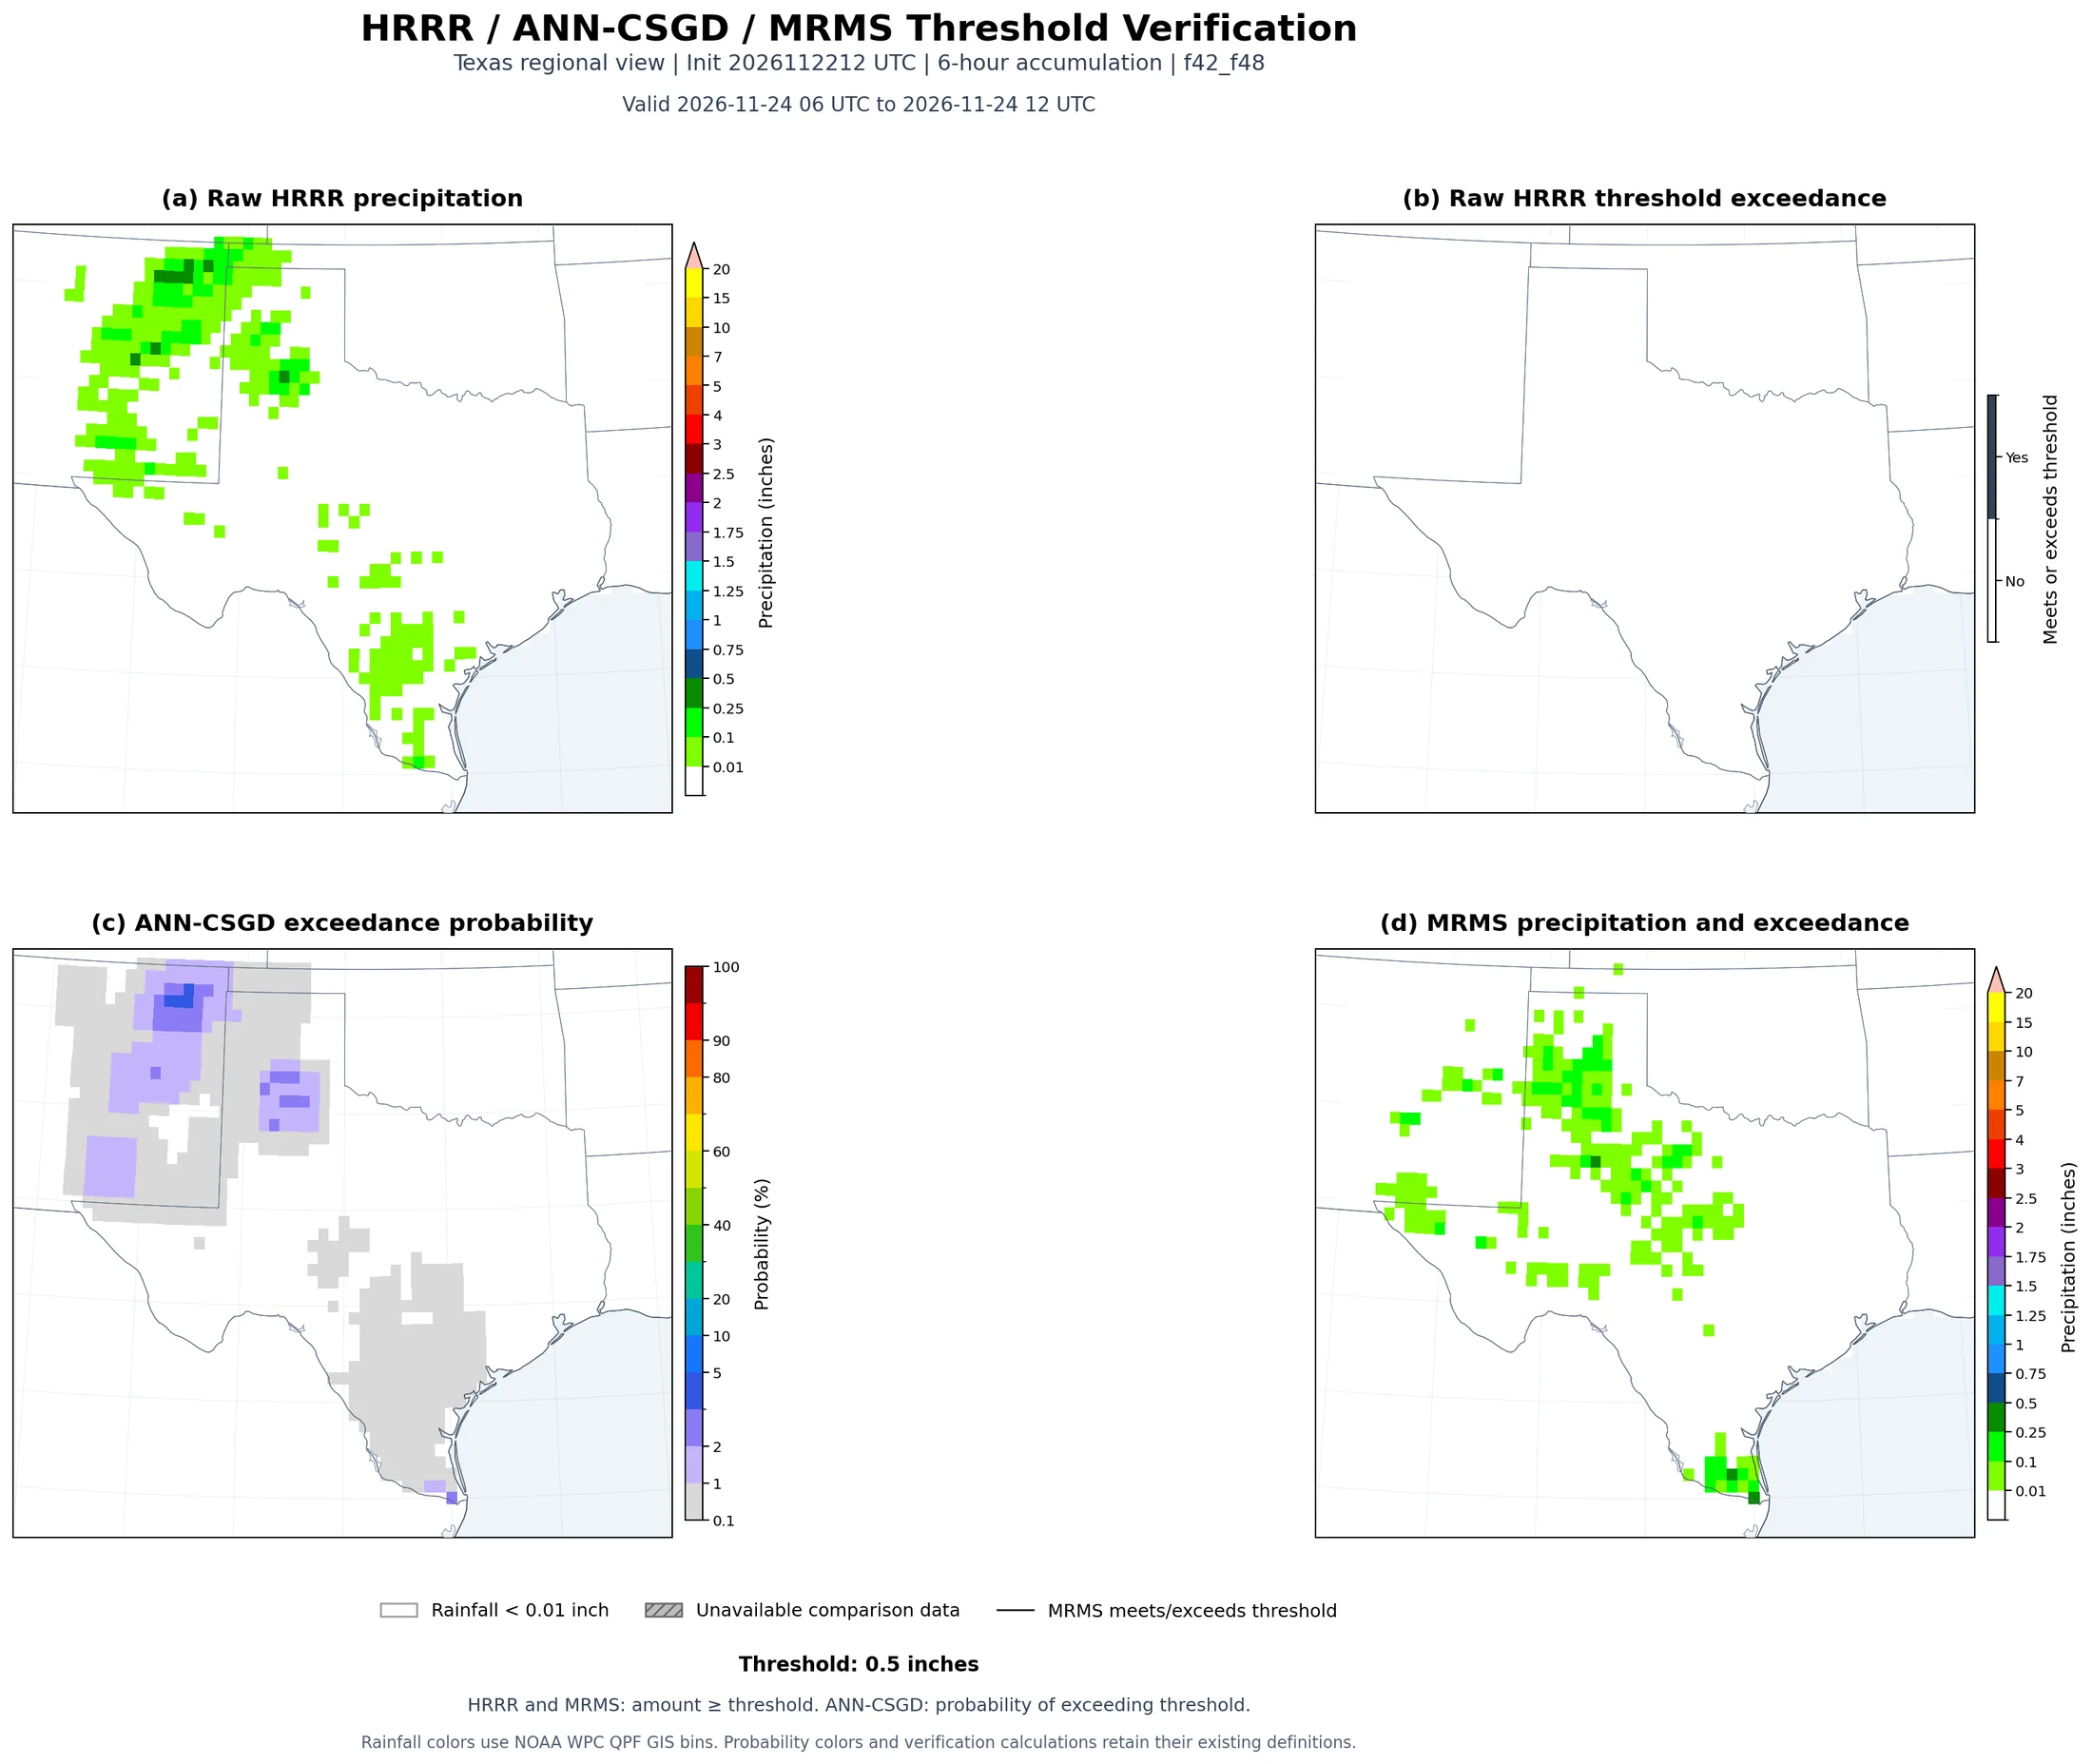 HRRR / ANN-CSGD / MRMS Threshold Verification
Texas regional view | Init 2026112212 UTC | 6-hour accumulation | f42_f48
Valid 2026-11-24 06 UTC to 2026-11-24 12 UTC
(a) Raw HRRR precipitation
20
15
10
7
5
4
3
2.5
2
1.75
1.5
1.25
1
0.75
0.5
0.25
0.1
0.01
Precipitation (inches)
(b) Raw HRRR threshold exceedance
Yes
No
Meets or exceeds threshold
(c) ANN-CSGD exceedance probability
100
90
80
60
40
20
10
5
2
1
0.1
Probability (%)
(d) MRMS precipitation and exceedance
20
15
10
7
5
4
3
2.5
2
1.75
1.5
1.25
1
0.75
0.5
0.25
0.1
0.01
Precipitation (inches)
Rainfall < 0.01 inch
Unavailable comparison data
MRMS meets/exceeds threshold
Threshold: 0.5 inches
HRRR and MRMS: amount ≥ threshold. ANN-CSGD: probability of exceeding threshold.
Rainfall colors use NOAA WPC QPF GIS bins. Probability colors and verification calculations retain their existing definitions.